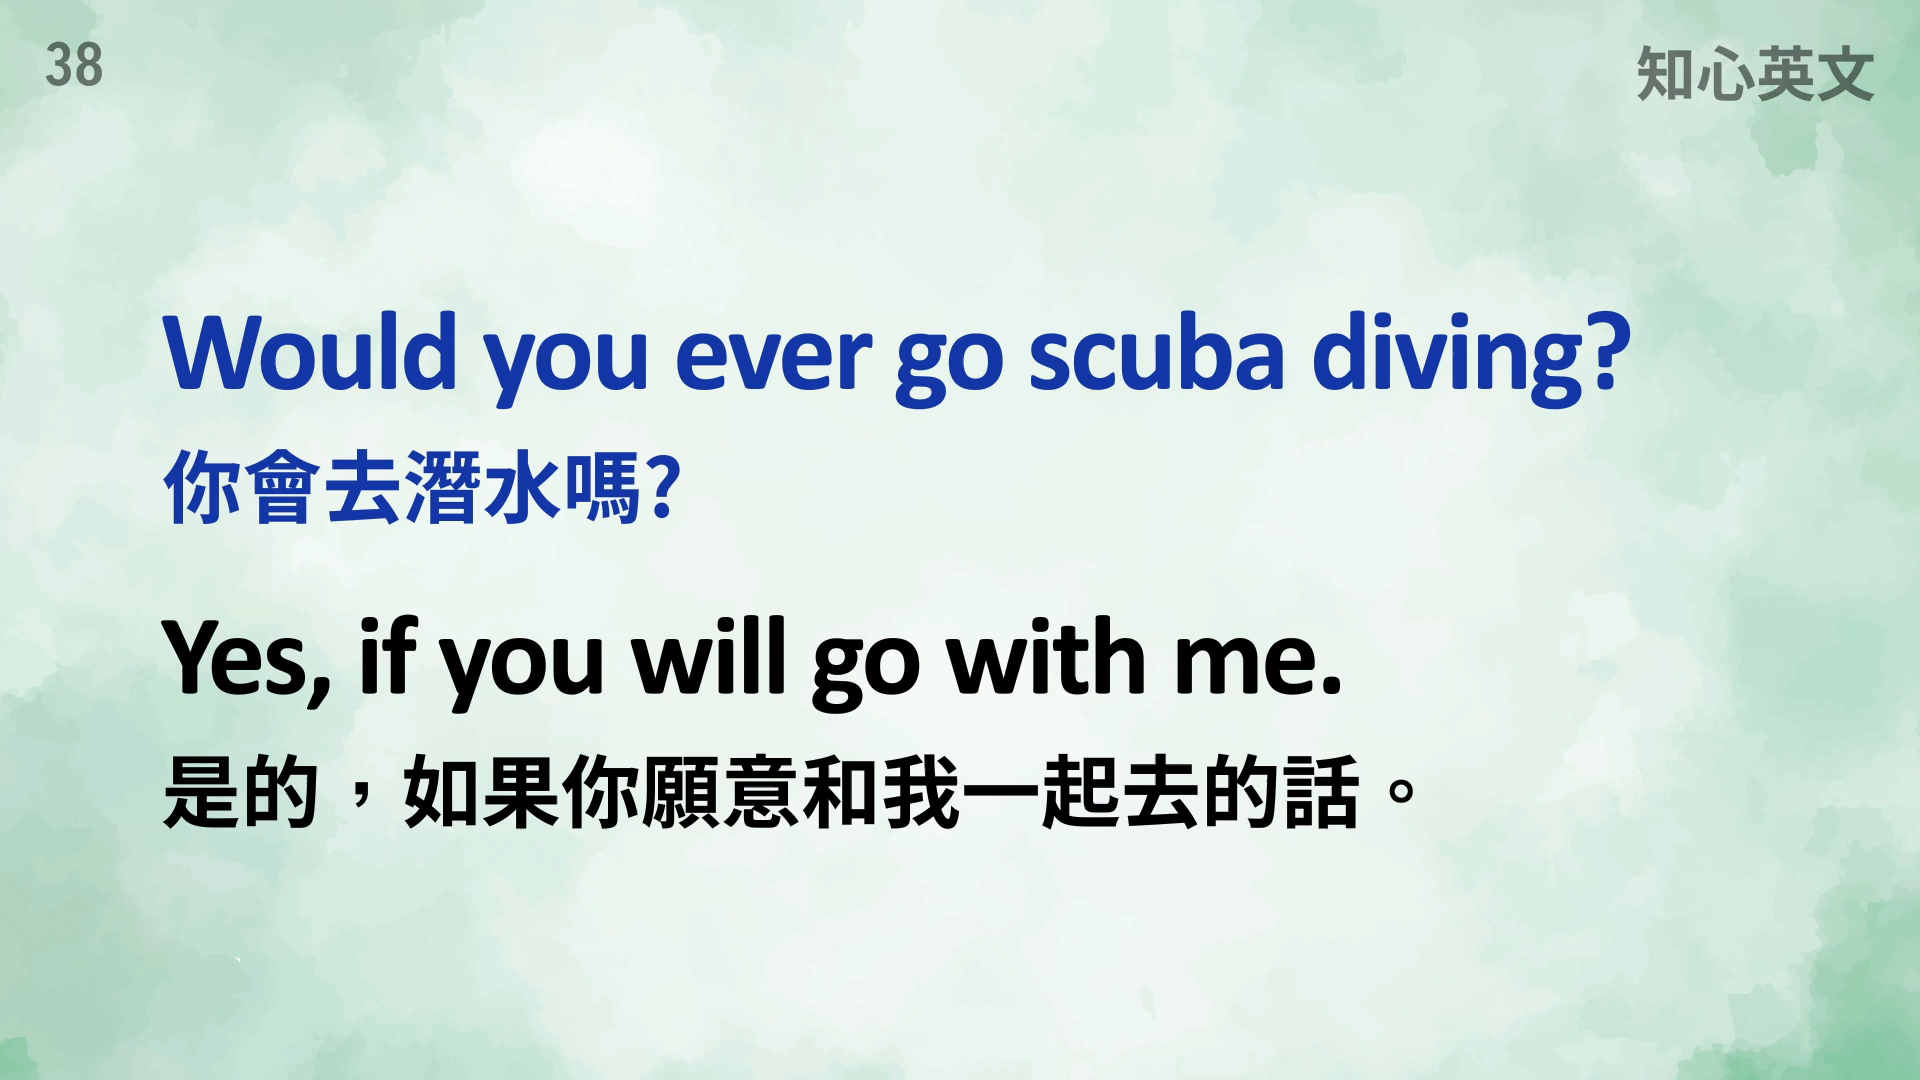 38
知心英文
Would you ever go scuba diving?
你會去潛水嗎?
Yes, if you will go with me.
是的，如果你願意和我一起去的話。